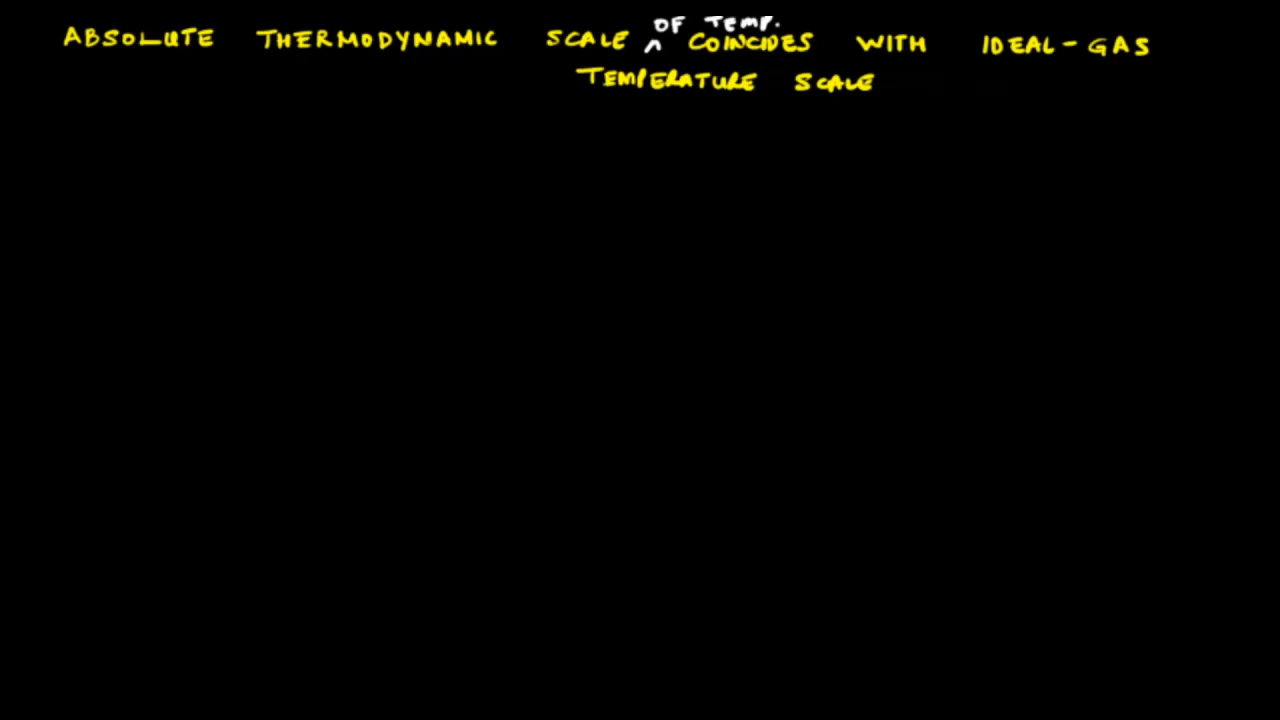 ABSOLUTE THERMODYNAMIC SCALE ^ OF TEMP. COINCIDES WITH IDEAL-GAS
TEMPERATURE SCALE